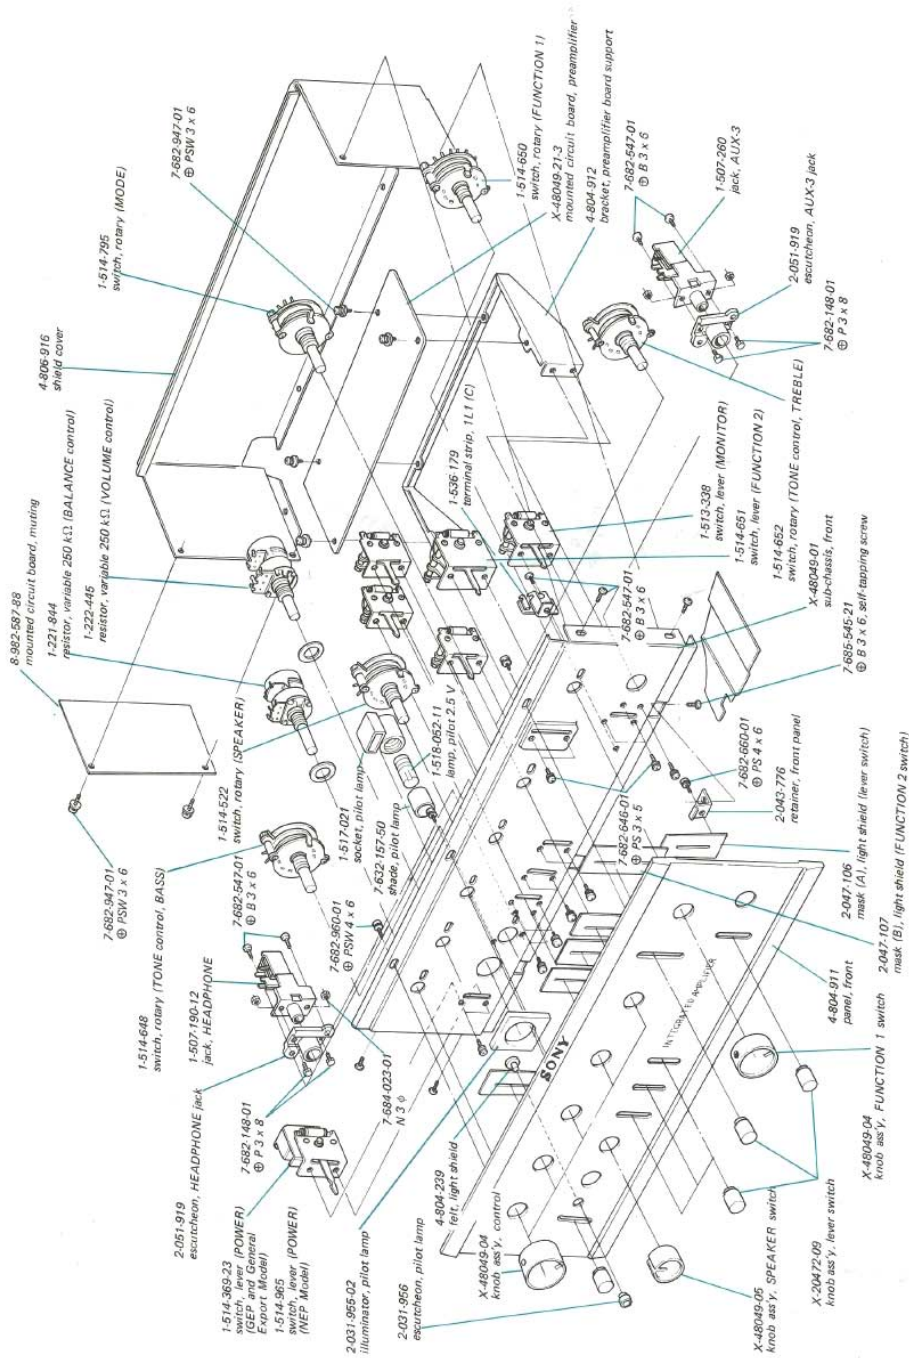 8-982-587-88
mounted circuit board, muting
1-221-844
resistor, variable 250 kΩ (BALANCE control)
1-222-445
resistor, variable 250 kΩ (VOLUME control)
4-806-916
shield cover
1-514-795
switch, rotary (MODE)
7-682-947-01
⊕ PSW 3 x 6
1-514-650
switch, rotary (FUNCTION 1)
X-48049-21-3
mounted circuit board, preamplifier
4-804-912
bracket, preamplifier board support
7-682-547-01
⊕ B 3 x 6
1-507-260
jack, AUX-3
2-051-919
escutcheon, AUX-3 jack
7-682-148-01
⊕ P 3 x 8
7-682-947-01
⊕ PSW 3 x 6
1-514-648
switch, rotary (TONE control, BASS)
1-507-190-12
jack, HEADPHONE
7-682-547-01
⊕ B 3 x 6
1-514-522
switch, rotary (SPEAKER)
7-682-960-01
⊕ PSW 4 x 6
1-517-021
socket, pilot lamp
7-632-157-50
shade, pilot lamp
1-518-052-11
lamp, pilot 2.5 V
1-536-179
terminal strip, 1L1 (C)
7-682-547-01
⊕ B 3 x 6
1-513-338
switch, lever (MONITOR)
1-514-651
switch, lever (FUNCTION 2)
1-514-652
switch, rotary (TONE control, TREBLE)
X-48049-01
sub-chassis, front
7-685-545-21
⊕ B 3 x 6, self-tapping screw
2-051-919
escutcheon, HEADPHONE jack
7-682-148-01
⊕ P 3 x 8
7-684-023-01
N 3 φ
1-514-369-23
switch, lever (POWER)
(GEP and General
Export Model)
1-514-965
switch, lever (POWER)
(NEP Model)
2-031-955-02
illuminator, pilot lamp
2-031-956
escutcheon, pilot lamp
4-804-239
felt, light shield
X-48049-04
knob ass'y, control
SONY
INTEGRATED AMPLIFIER
7-682-646-01
⊕ PS 3 x 5
7-682-660-01
⊕ PS 4 x 6
2-043-776
retainer, front panel
2-047-106
mask (A), light shield (lever switch)
2-047-107
mask (B), light shield (FUNCTION 2 switch)
4-804-911
panel, front
X-48049-04
knob ass'y, FUNCTION 1 switch
X-20472-09
knob ass'y, lever switch
X-48049-05
knob ass'y, SPEAKER switch